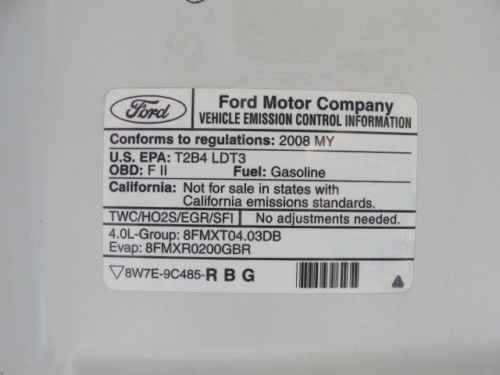 Ford
Ford Motor Company
VEHICLE EMISSION CONTROL INFORMATION
Conforms to regulations: 2008 MY
U.S. EPA: T2B4 LDT3
OBD: F II Fuel: Gasoline
California: Not for sale in states with
California emissions standards.
TWC/HO2S/EGR/SFI No adjustments needed.
4.0L-Group: 8FMXT04.03DB
Evap: 8FMXR0200GBR
8W7E-9C485-R B G